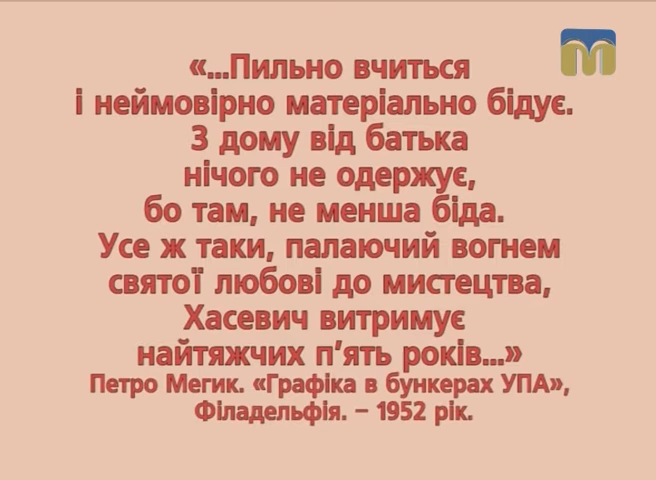 «...Пильно вчиться
і неймовірно матеріально бідує.
З дому від батька
нічого не одержує,
бо там, не менша біда.
Усе ж таки, палаючий вогнем
святої любові до мистецтва,
Хасевич витримує
найтяжчих п'ять років...»
Петро Мегик. «Графіка в бункерах УПА»,
Філадельфія. – 1952 рік.